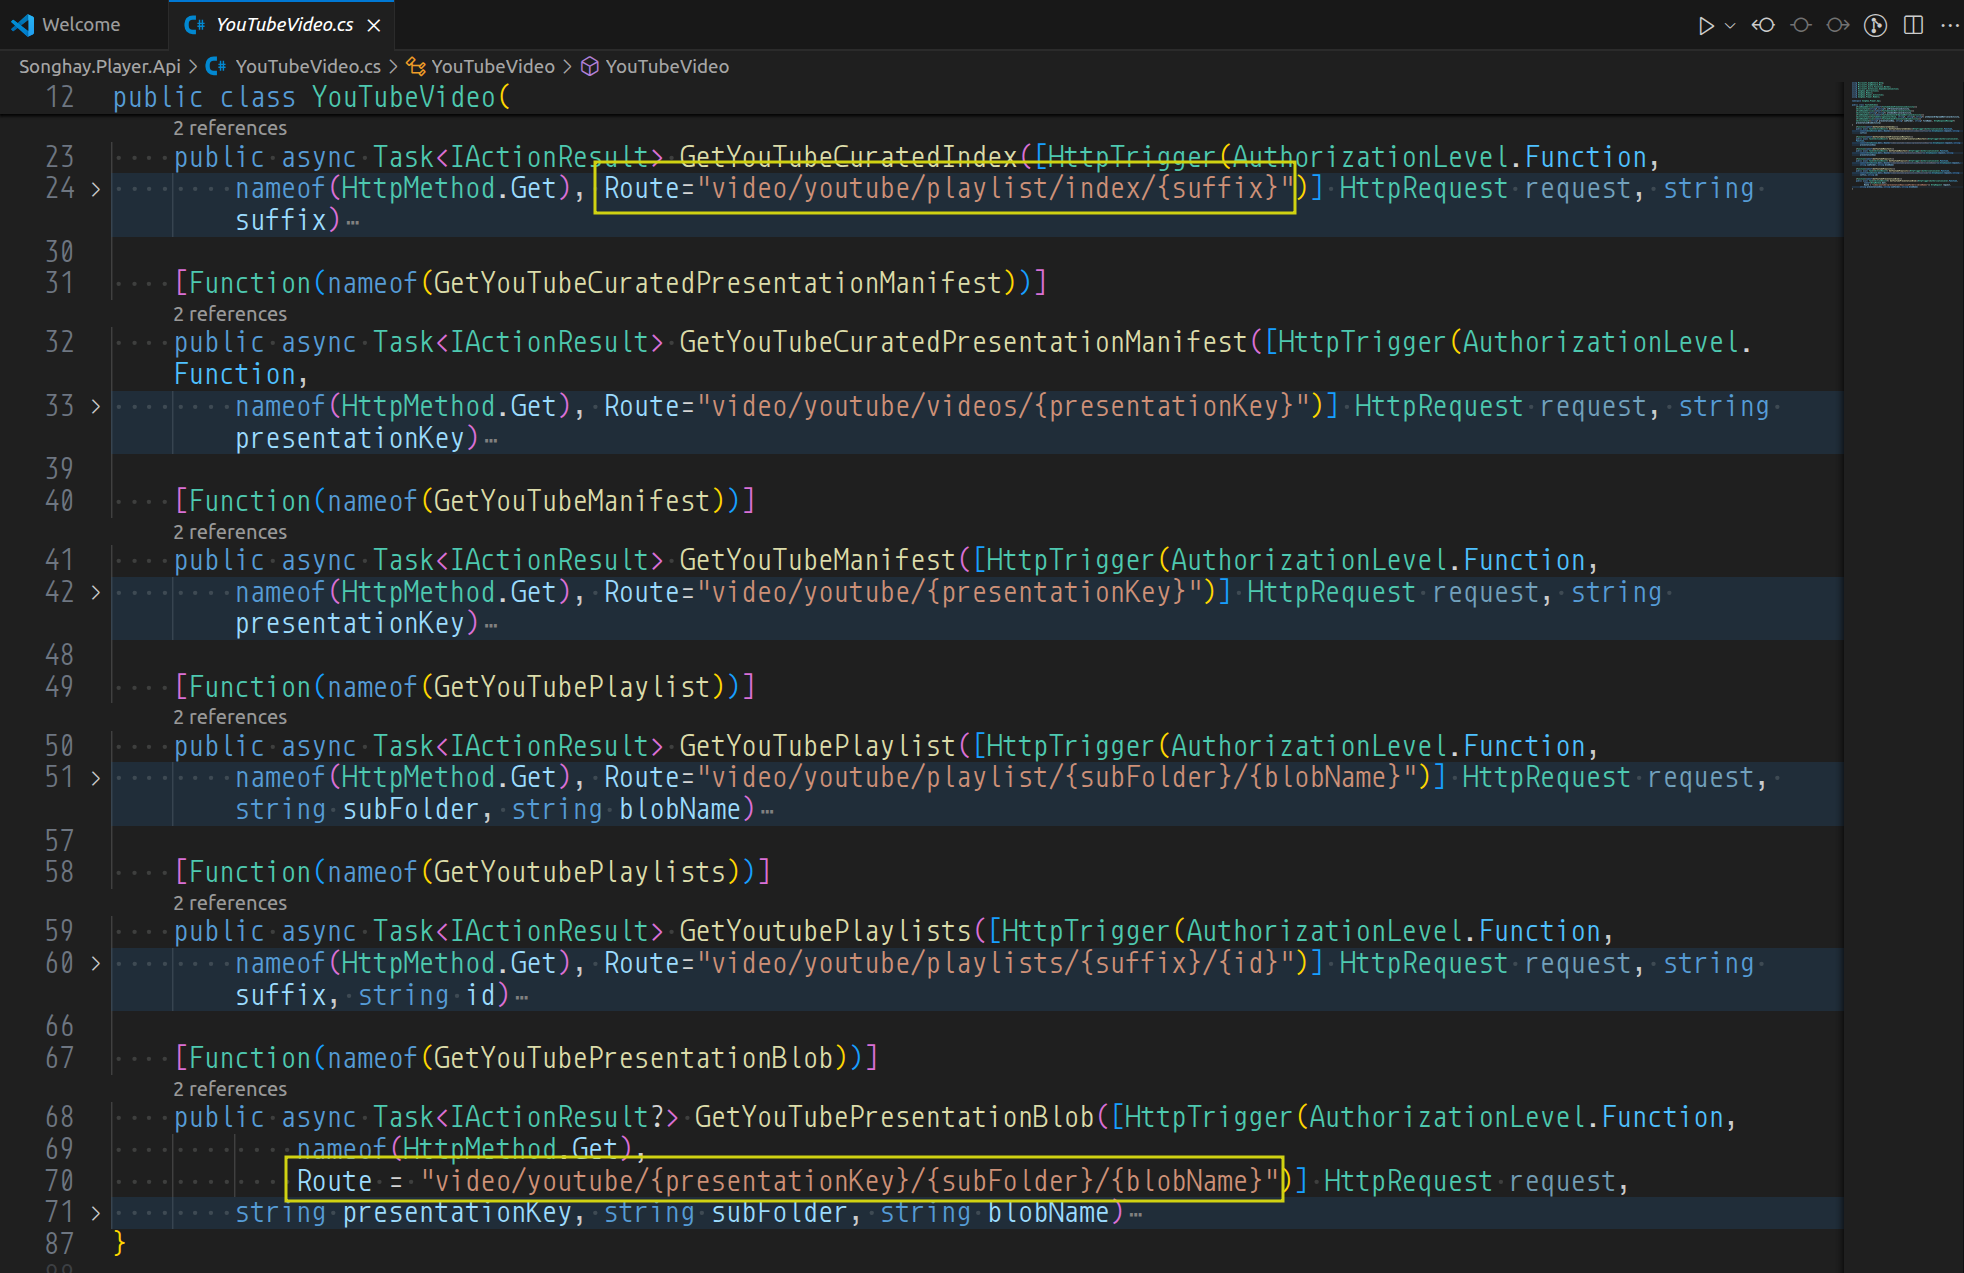 Welcome
YouTubeVideo.cs
Songhay.Player.Api > YouTubeVideo.cs > YouTubeVideo > YouTubeVideo
12 public class YouTubeVideo(
2 references
23 public async Task<IActionResult> GetYouTubeCuratedIndex([HttpTrigger(AuthorizationLevel.Function,
24 nameof(HttpMethod.Get), Route="video/youtube/playlist/index/{suffix}")] HttpRequest request, string
suffix)…
30
31 [Function(nameof(GetYouTubeCuratedPresentationManifest))]
2 references
32 public async Task<IActionResult> GetYouTubeCuratedPresentationManifest([HttpTrigger(AuthorizationLevel.
Function,
33 nameof(HttpMethod.Get), Route="video/youtube/videos/{presentationKey}")] HttpRequest request, string
presentationKey)…
39
40 [Function(nameof(GetYouTubeManifest))]
2 references
41 public async Task<IActionResult> GetYouTubeManifest([HttpTrigger(AuthorizationLevel.Function,
42 nameof(HttpMethod.Get), Route="video/youtube/{presentationKey}")] HttpRequest request, string
presentationKey)…
48
49 [Function(nameof(GetYouTubePlaylist))]
2 references
50 public async Task<IActionResult> GetYouTubePlaylist([HttpTrigger(AuthorizationLevel.Function,
51 nameof(HttpMethod.Get), Route="video/youtube/playlist/{subFolder}/{blobName}")] HttpRequest request,
string subFolder, string blobName)…
57
58 [Function(nameof(GetYoutubePlaylists))]
2 references
59 public async Task<IActionResult> GetYoutubePlaylists([HttpTrigger(AuthorizationLevel.Function,
60 nameof(HttpMethod.Get), Route="video/youtube/playlists/{suffix}/{id}")] HttpRequest request, string
suffix, string id)…
66
67 [Function(nameof(GetYouTubePresentationBlob))]
2 references
68 public async Task<IActionResult?> GetYouTubePresentationBlob([HttpTrigger(AuthorizationLevel.Function,
69 nameof(HttpMethod.Get),
70 Route = "video/youtube/{presentationKey}/{subFolder}/{blobName}")] HttpRequest request,
71 string presentationKey, string subFolder, string blobName)…
87 }